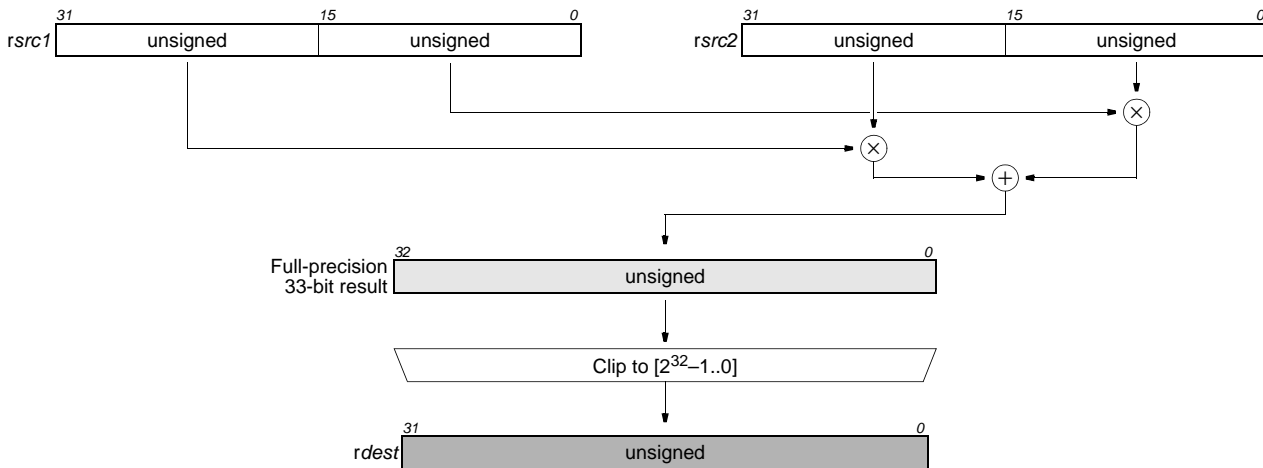 31 15 0 31 15 0
rsrc1 unsigned unsigned rsrc2 unsigned unsigned
×
×
+
32 0
Full-precision
33-bit result
unsigned
Clip to [2³²–1..0]
31 0
rdest unsigned